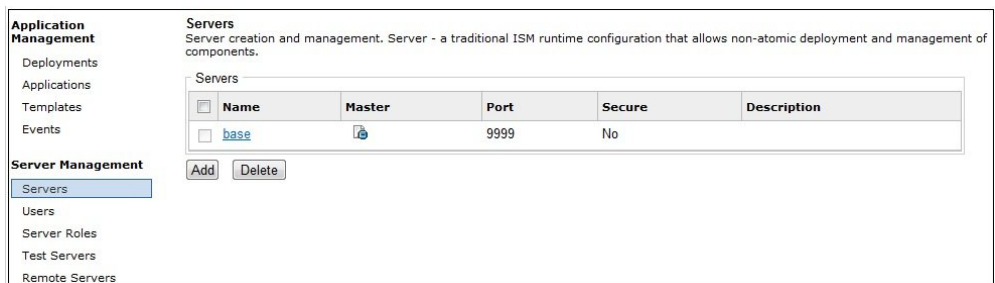 Application
Management
Deployments
Applications
Templates
Events
Server Management
Servers
Users
Server Roles
Test Servers
Remote Servers
Servers
Server creation and management. Server - a traditional ISM runtime configuration that allows non-atomic deployment and management of
components.
Servers
Name Master Port Secure Description
base 9999 No
Add Delete